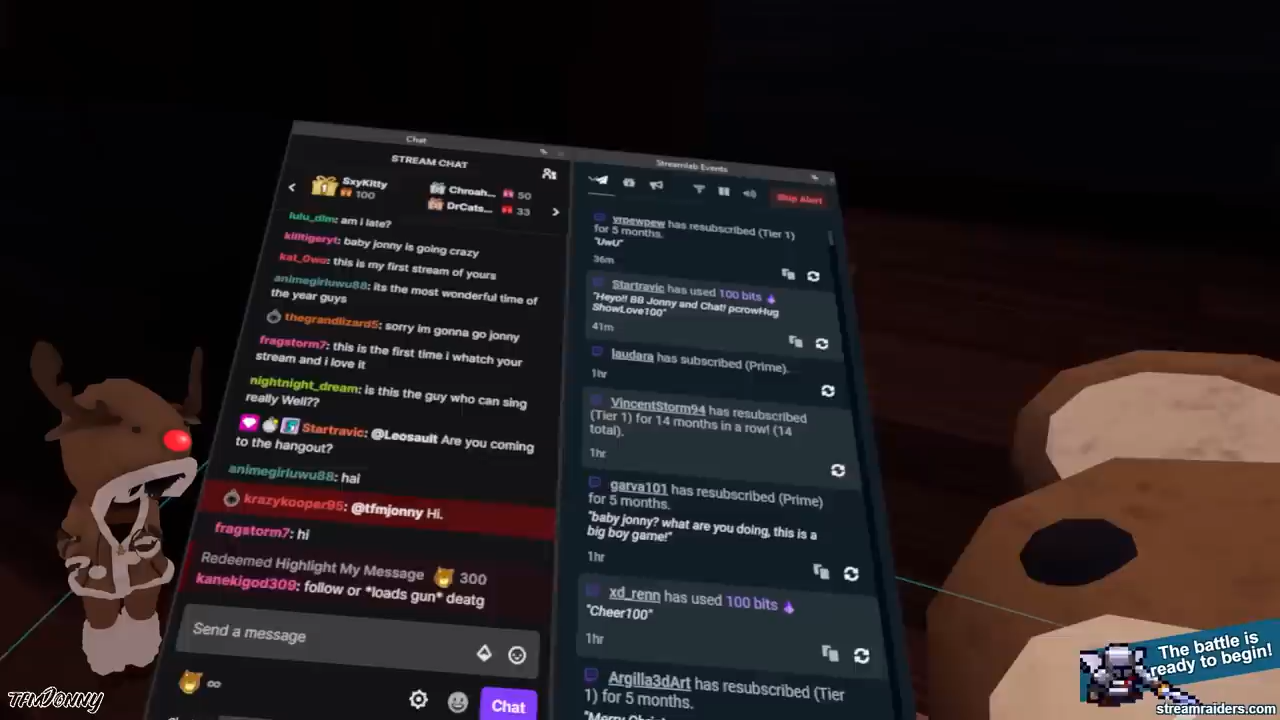 Chat
STREAM CHAT
SxyKitty
100
Chroah...
50
DrCats...
33
lulu_dlm: am i late?
killtigeryt: baby jonny is going crazy
kat_0wo: this is my first stream of yours
animegirluwu88: its the most wonderful time of
the year guys
thegrandlizard5: sorry im gonna go jonny
fragstorm7: this is the first time i whatch your
stream and i love it
nightnight_dream: is this the guy who can sing
really Well??
Startravic: @Leosault Are you coming
to the hangout?
animegirluwu88: hai
krazykooper95: @tfmjonny Hi.
fragstorm7: hi
Redeemed Highlight My Message 300
kanekigod309: follow or *loads gun* deatg
Send a message
∞
Chat
Streamlab Events
Skip Alert
vrpewpew has resubscribed (Tier 1)
for 5 months.
"UwU"
36m
Startravic has used 100 bits
"Heyo!! BB Jonny and Chat! pcrowHug
ShowLove100"
41m
laudara has subscribed (Prime).
1hr
VincentStorm94 has resubscribed
(Tier 1) for 14 months in a row! (14
total).
1hr
garva101 has resubscribed (Prime)
for 5 months.
"baby jonny? what are you doing, this is a
big boy game!"
1hr
xd_renn has used 100 bits
"Cheer100"
1hr
Argilla3dArt has resubscribed (Tier
1) for 5 months.
TFMJONNY
The battle is
ready to begin!
streamraiders.com